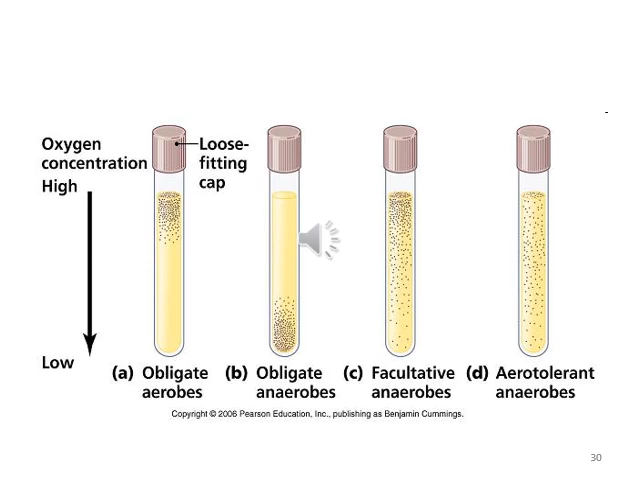 Oxygen
concentration
High
Loose-
fitting
cap
Low
(a) Obligate
aerobes
(b) Obligate
anaerobes
(c) Facultative
anaerobes
(d) Aerotolerant
anaerobes
Copyright © 2006 Pearson Education, Inc., publishing as Benjamin Cummings.
30